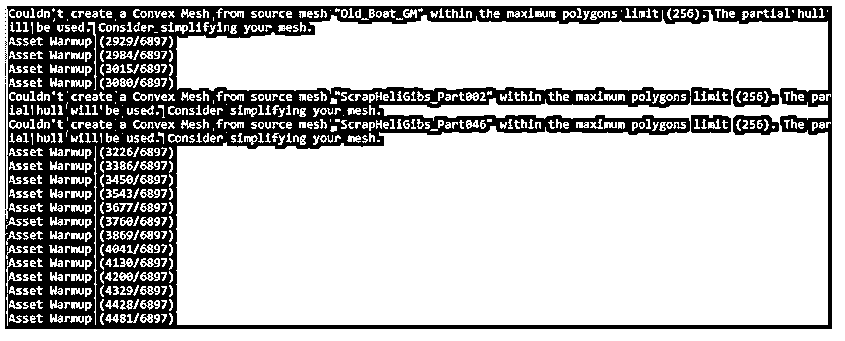 Couldn't create a Convex Mesh from source mesh "Old_Boat_GM" within the maximum polygons limit (256). The partial hull
ill be used. Consider simplifying your mesh.
Asset Warmup (2929/6897)
Asset Warmup (2984/6897)
Asset Warmup (3015/6897)
Asset Warmup (3080/6897)
Couldn't create a Convex Mesh from source mesh "ScrapHeliGibs_Part002" within the maximum polygons limit (256). The par
ial hull will be used. Consider simplifying your mesh.
Couldn't create a Convex Mesh from source mesh "ScrapHeliGibs_Part046" within the maximum polygons limit (256). The par
ial hull will be used. Consider simplifying your mesh.
Asset Warmup (3226/6897)
Asset Warmup (3386/6897)
Asset Warmup (3450/6897)
Asset Warmup (3543/6897)
Asset Warmup (3677/6897)
Asset Warmup (3760/6897)
Asset Warmup (3869/6897)
Asset Warmup (4041/6897)
Asset Warmup (4130/6897)
Asset Warmup (4200/6897)
Asset Warmup (4329/6897)
Asset Warmup (4428/6897)
Asset Warmup (4481/6897)